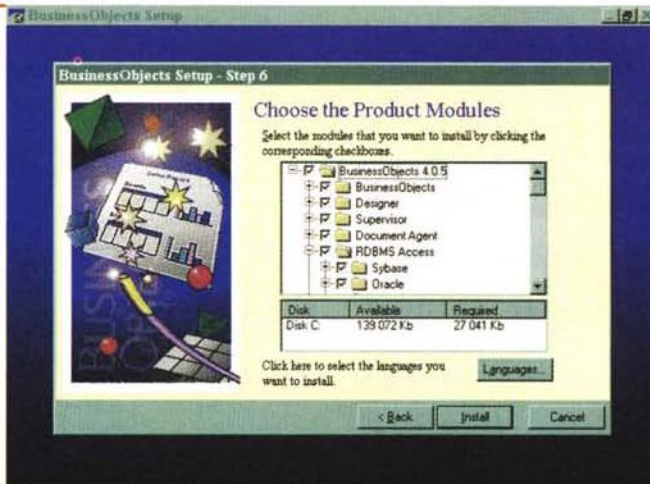 BusinessObjects Setup
BusinessObjects Setup - Step 6
Choose the Product Modules
Select the modules that you want to install by clicking the
corresponding checkboxes.
BusinessObjects 4.0.5
BusinessObjects
Designer
Supervisor
Document Agent
RDBMS Access
Sybase
Oracle
Disk Available Required
Disk C: 139 072 Kb 27 041 Kb
Click here to select the languages you
want to install.
Languages...
< Back Install Cancel